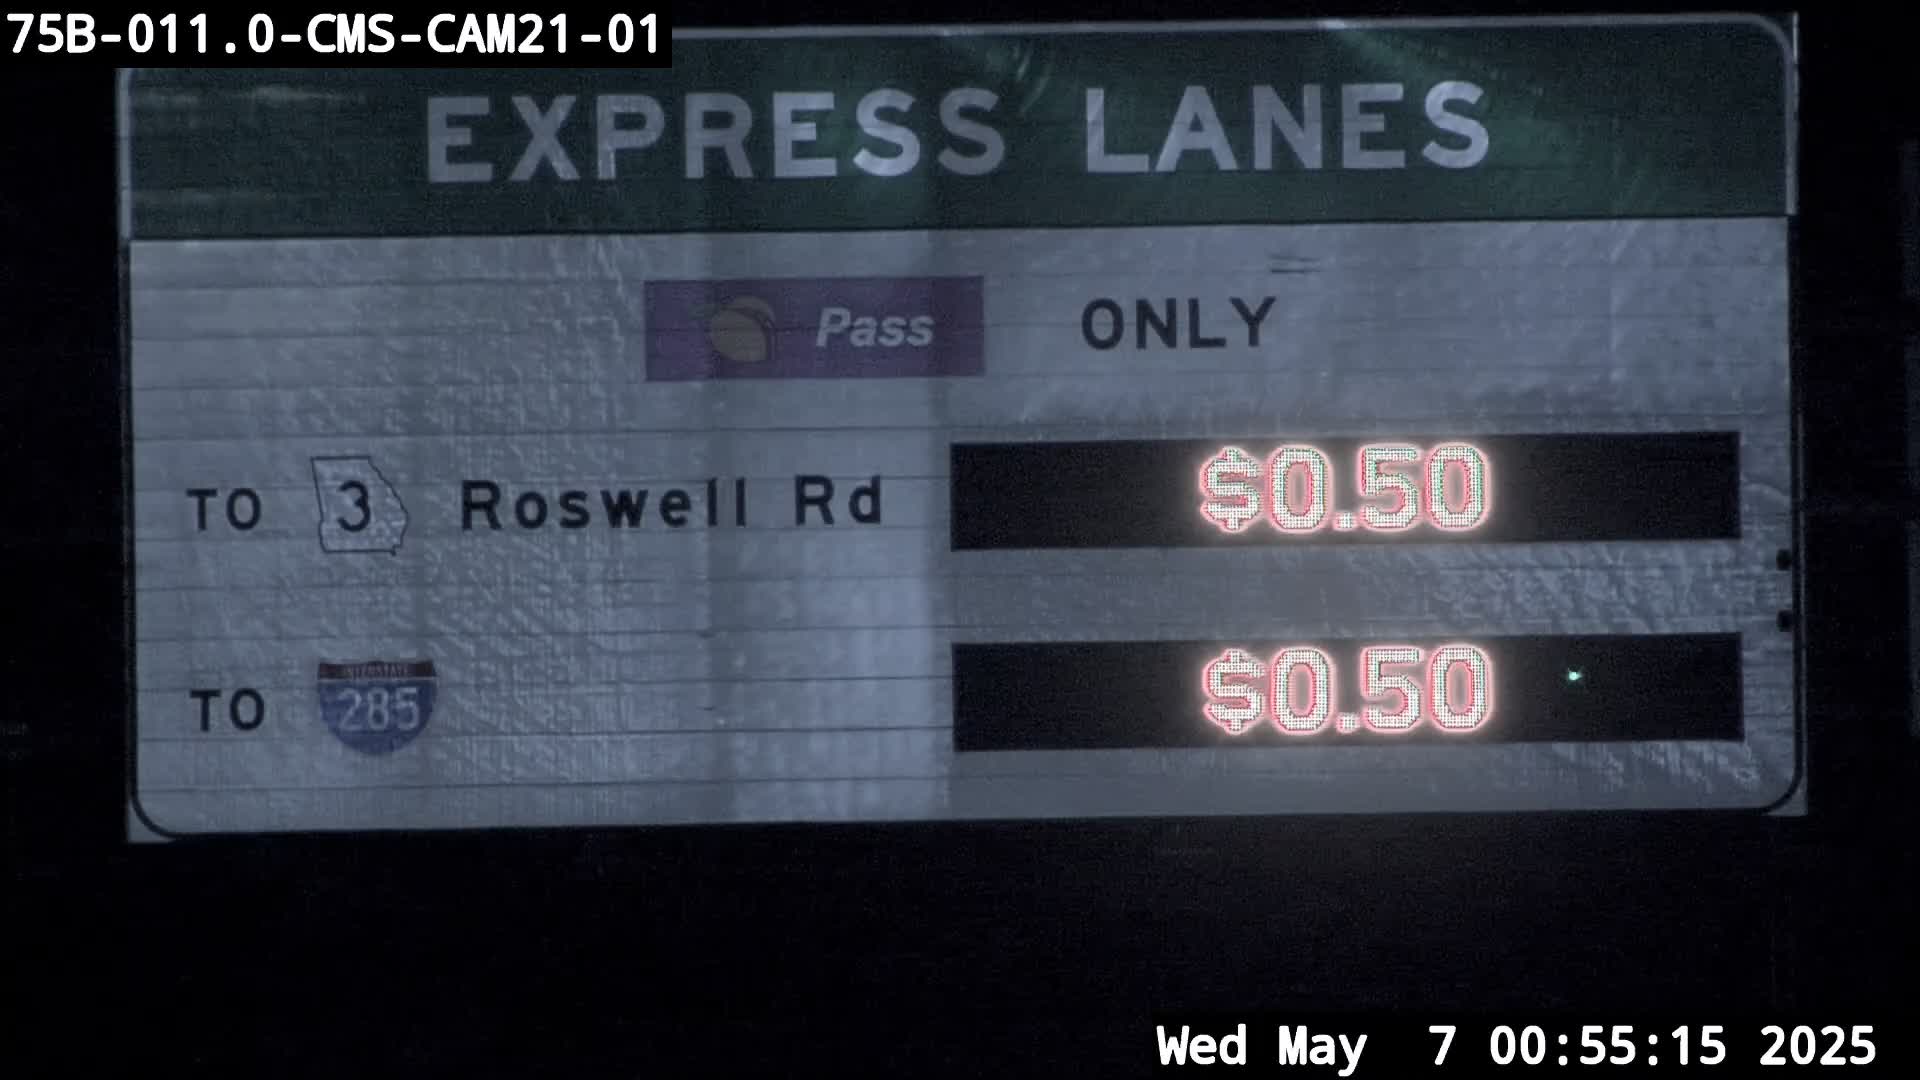 75B-011.0-CMS-CAM21-01
EXPRESS LANES
Pass ONLY
TO 3 Roswell Rd $0.50
INTERSTATE
TO 285 $0.50
Wed May 7 00:55:15 2025